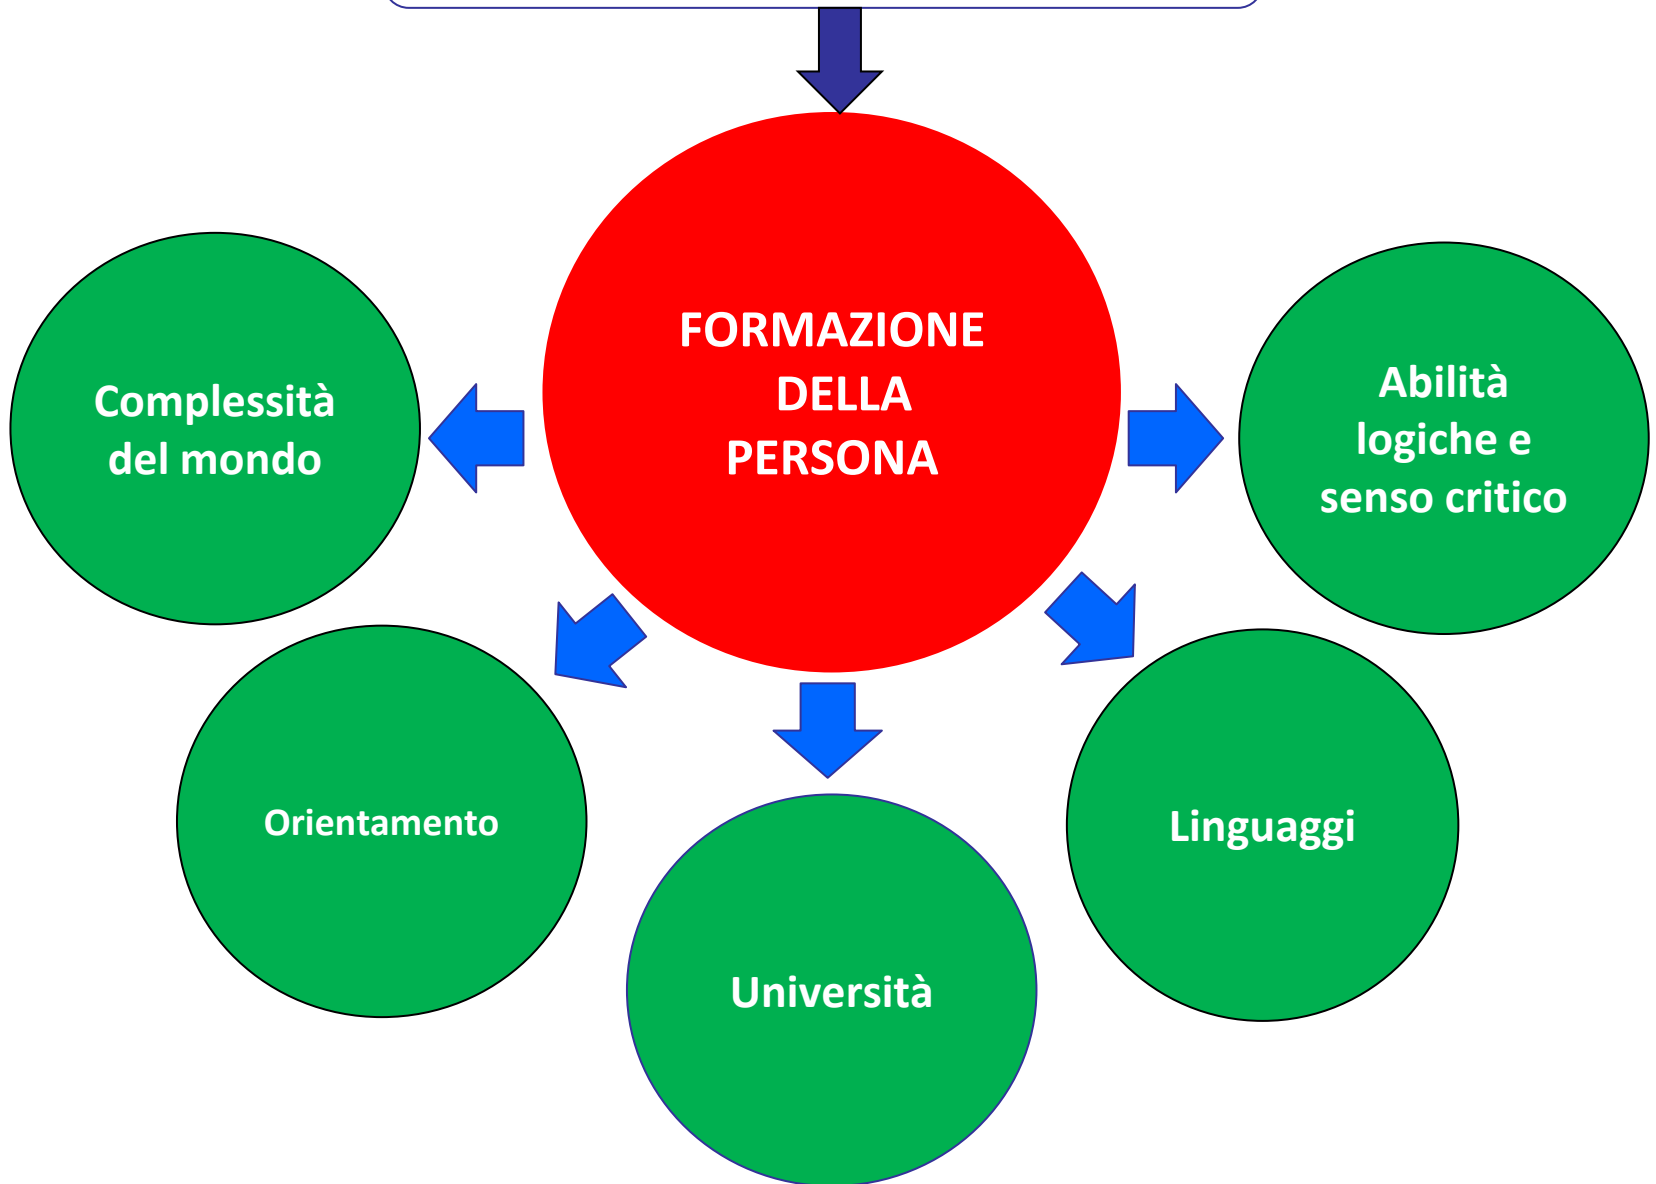 FORMAZIONE
DELLA
PERSONA
Complessità
del mondo
Abilità
logiche e
senso critico
Orientamento
Linguaggi
Università